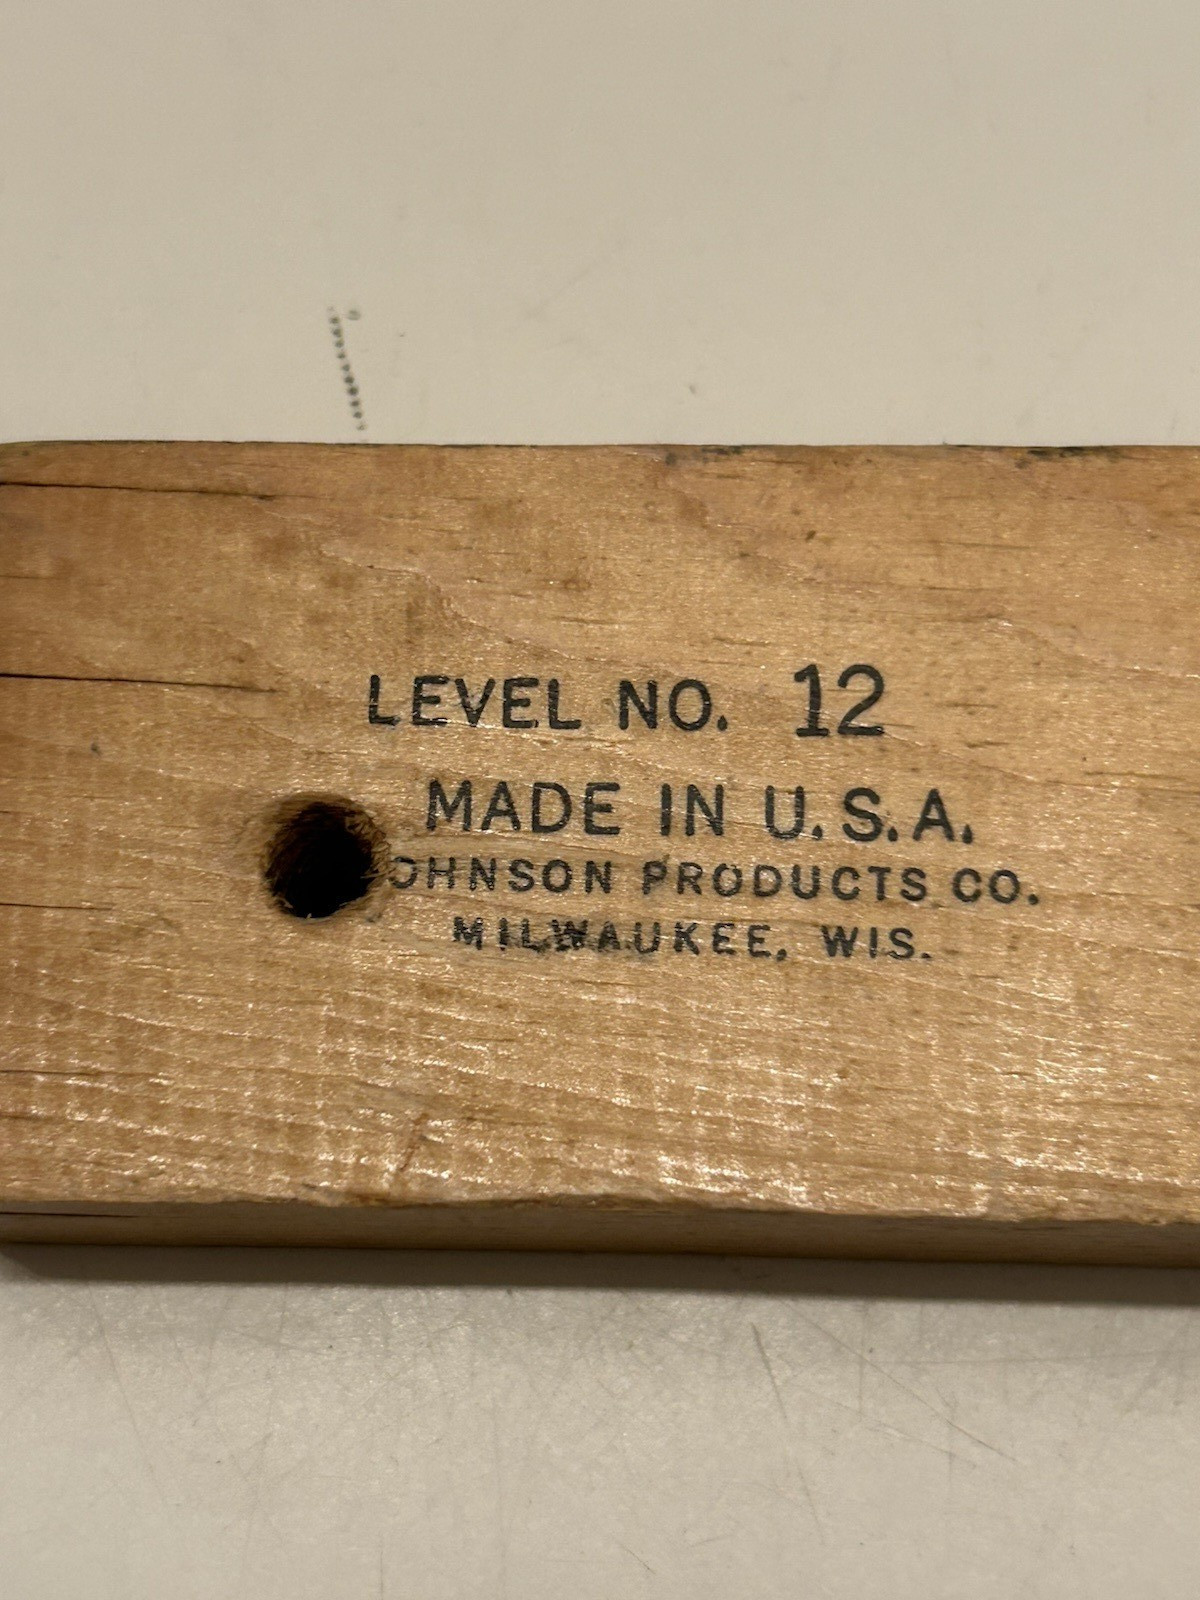 LEVEL NO. 12
MADE IN U.S.A.
OHNSON PRODUCTS CO.
MILWAUKEE, WIS.